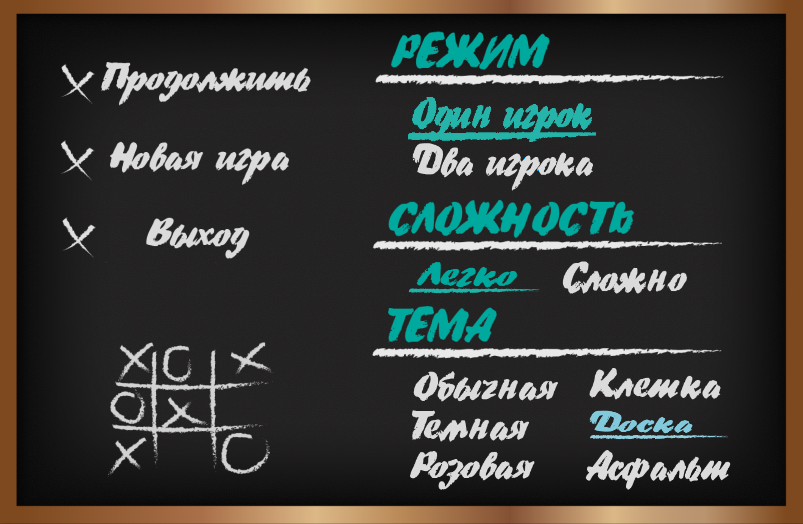 Продолжить
Новая игра
Выход
РЕЖИМ
Один игрок
Два игрока
СЛОЖНОСТЬ
Легко Сложно
ТЕМА
Обычная Клетка
Темная Доска
Розовая Асфальт